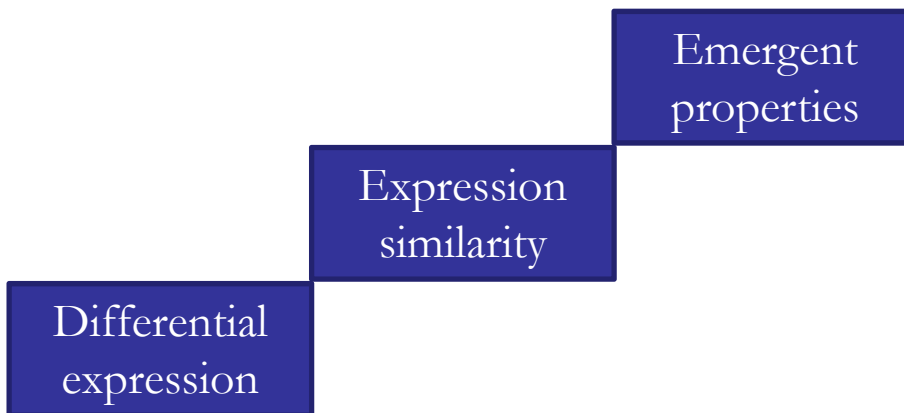 Emergent
properties
Expression
similarity
Differential
expression